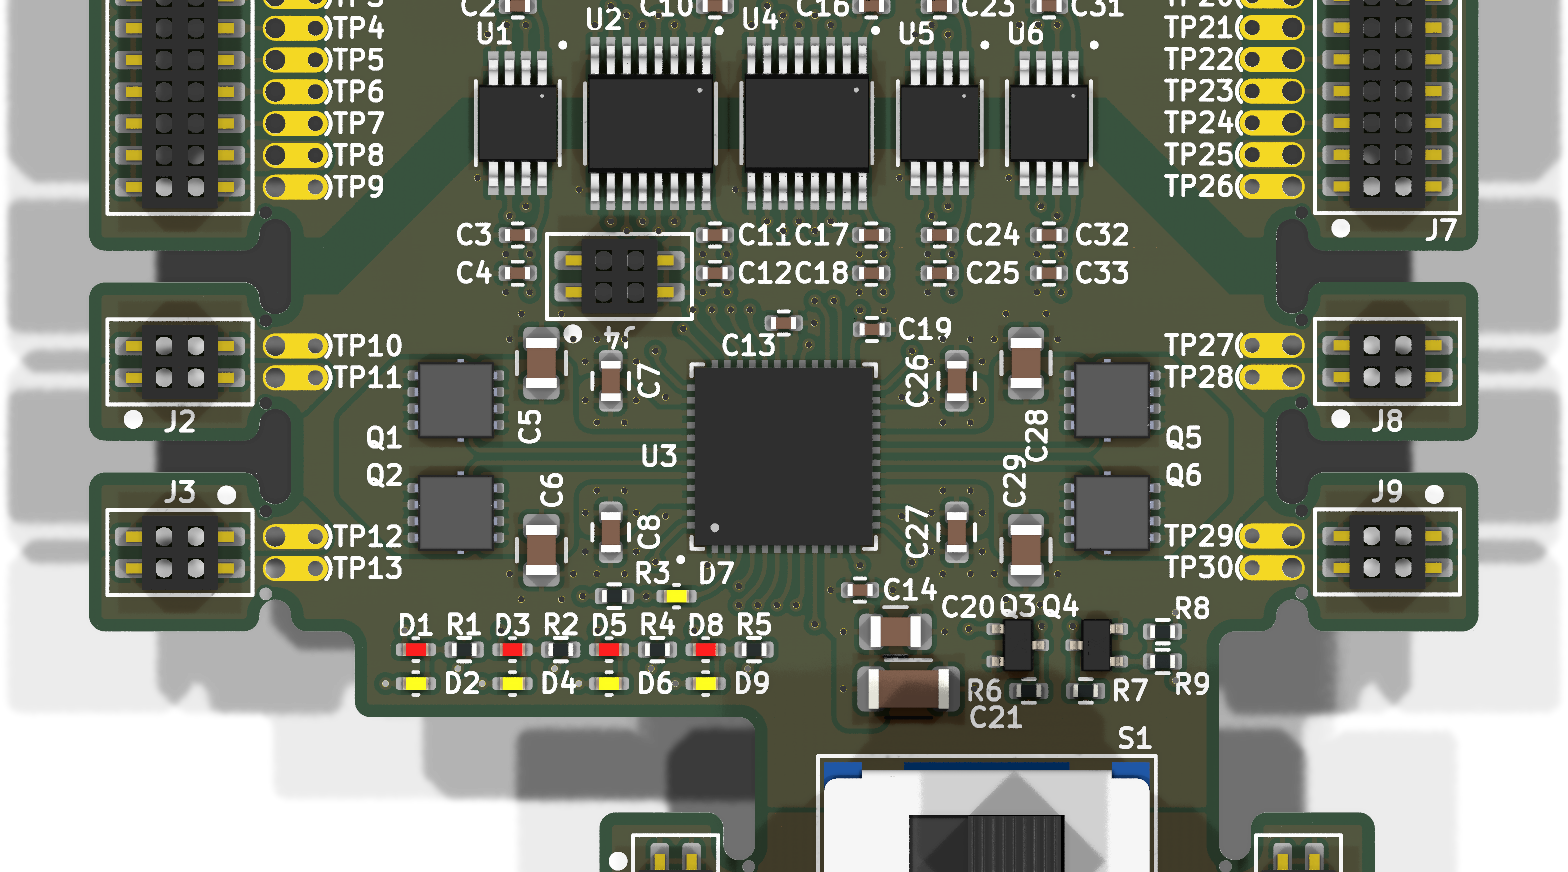 C2 C10 C16 C23 C31
TP4 U1 U2 U4 U5 U6 TP21
TP5 TP22
TP6 TP23
TP7 TP24
TP8 TP25
TP9 TP26
J7
C3 C11 C17 C24 C32
C4 C12 C18 C25 C33
J4 C19
TP10 C13 TP27
TP11 C7 C26 TP28
J2 C5 C28 J8
Q1 Q5
U3
Q2 C6 C29 Q6
J3 J9
TP12 C8 C27 TP29
TP13 R3 D7 TP30
C14 C20 Q3 Q4 R8
D1 R1 D3 R2 D5 R4 D8 R5
D2 D4 D6 D9 R6 R7 R9
C21
S1